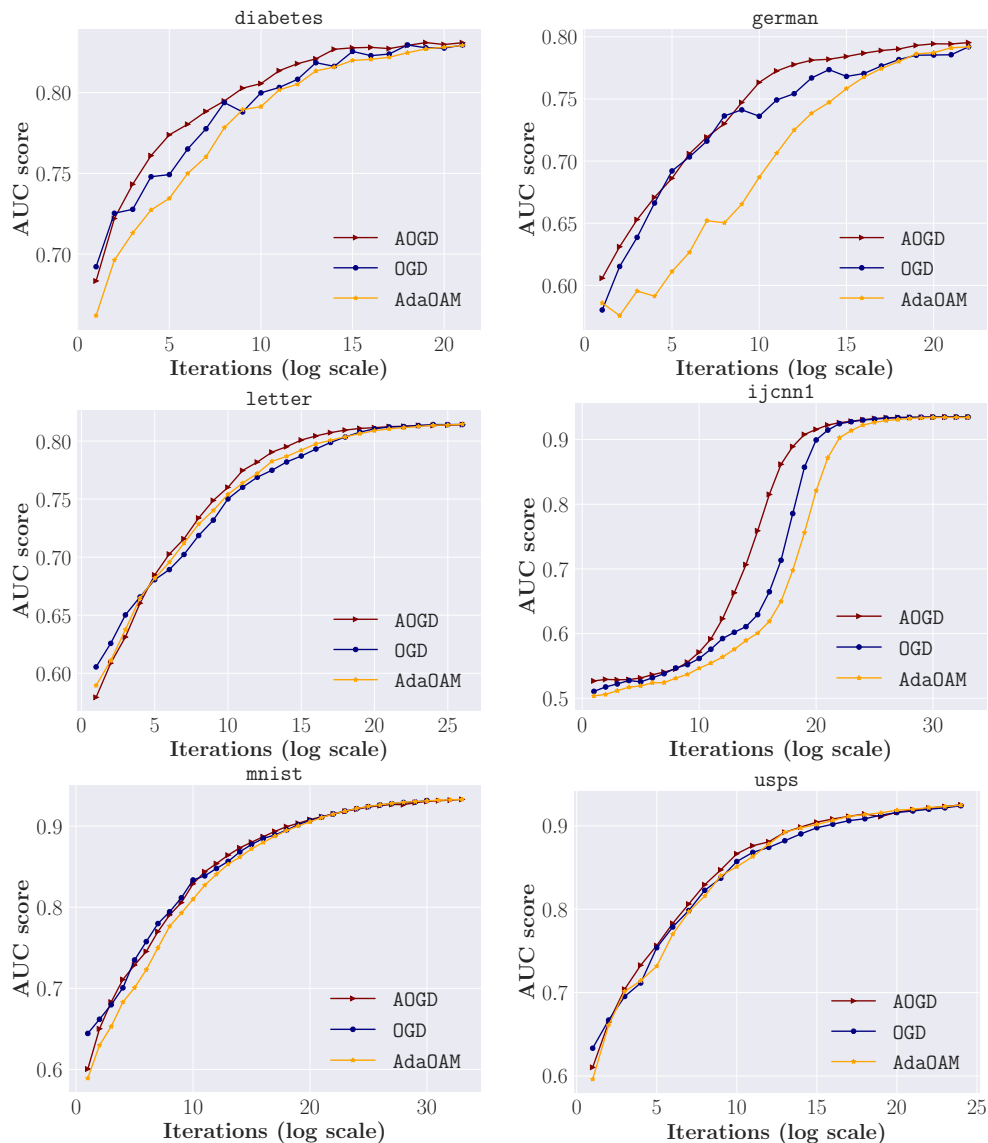 diabetes
AUC score
0.80
0.75
0.70
AOGD
OGD
AdaOAM
0 5 10 15 20
Iterations (log scale)
german
AUC score
0.80
0.75
0.70
0.65
0.60
AOGD
OGD
AdaOAM
0 5 10 15 20
Iterations (log scale)
letter
AUC score
0.80
0.75
0.70
0.65
0.60
AOGD
OGD
AdaOAM
0 5 10 15 20 25
Iterations (log scale)
ijcnn1
AUC score
0.9
0.8
0.7
0.6
0.5
AOGD
OGD
AdaOAM
0 10 20 30
Iterations (log scale)
mnist
AUC score
0.9
0.8
0.7
0.6
AOGD
OGD
AdaOAM
0 10 20 30
Iterations (log scale)
usps
AUC score
0.9
0.8
0.7
0.6
AOGD
OGD
AdaOAM
0 5 10 15 20 25
Iterations (log scale)